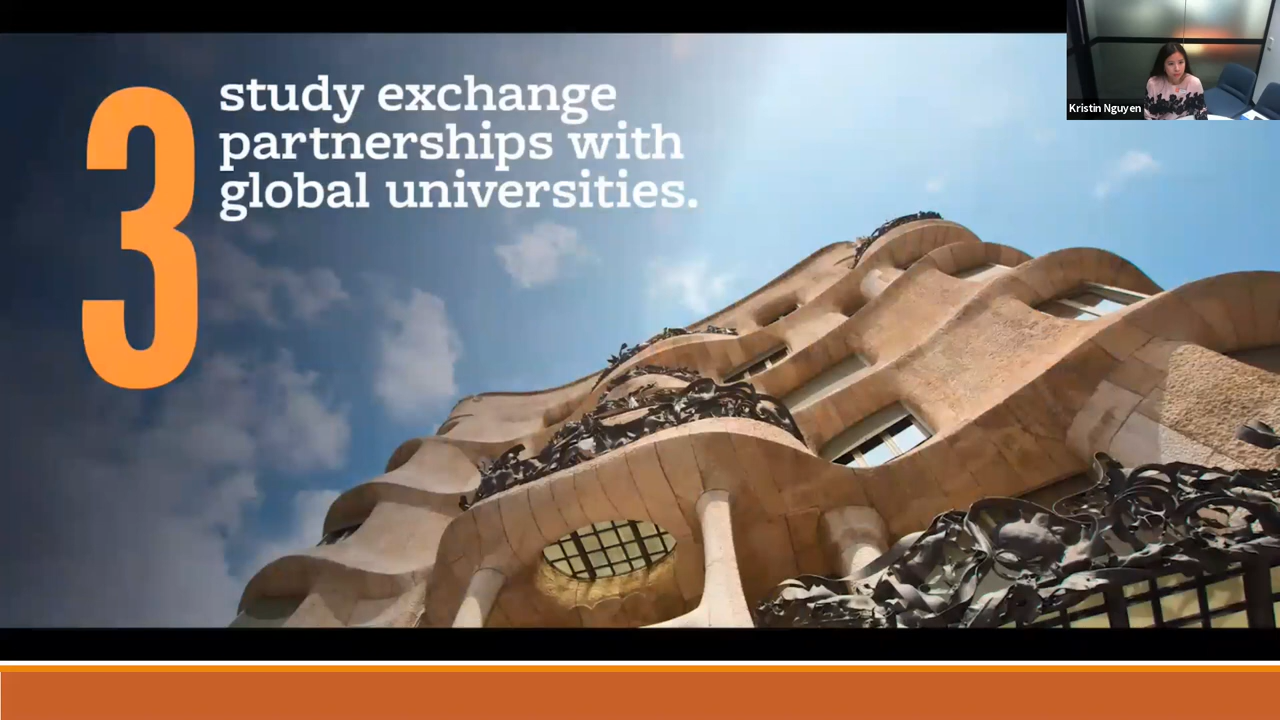 3
study exchange
partnerships with
global universities.
Kristin Nguyen